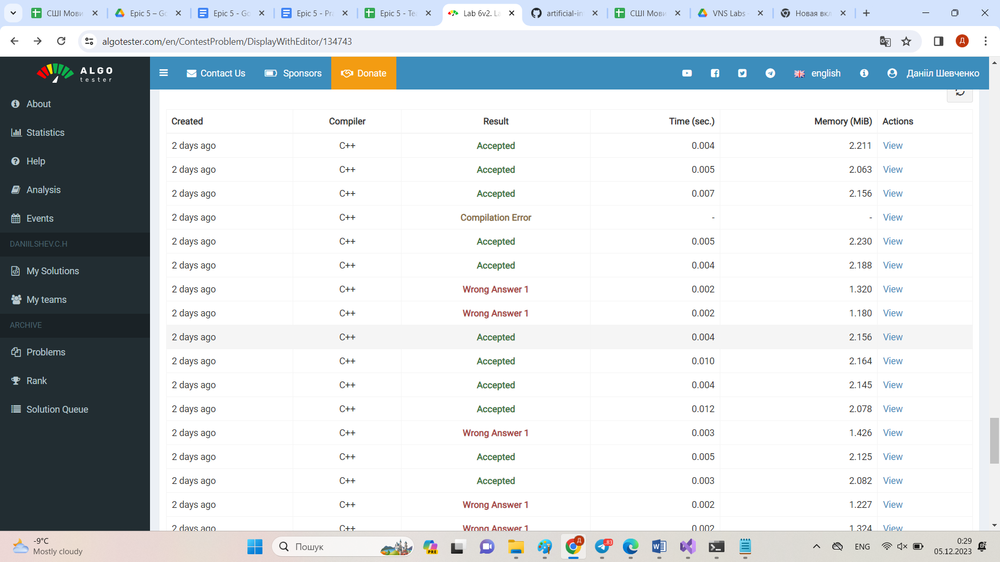 СШІ Мови
Epic 5 – Go
Epic 5 - Go
Epic 5 - Pra
Epic 5 - Tea
Lab 6v2. La
artificial-in
СШІ Мови
VNS Labs -
Новая вкл
algotester.com/en/ContestProblem/DisplayWithEditor/134743
Д
ALGO
tester
Contact Us
Sponsors
Donate
english
Данііл Шевченко
About
Statistics
Help
Analysis
Events
DANIILSHEV.C.H
My Solutions
My teams
ARCHIVE
Problems
Rank
Solution Queue
Created Compiler Result Time (sec.) Memory (MiB) Actions
2 days ago C++ Accepted 0.004 2.211 View
2 days ago C++ Accepted 0.005 2.063 View
2 days ago C++ Accepted 0.007 2.156 View
2 days ago C++ Compilation Error - - View
2 days ago C++ Accepted 0.005 2.230 View
2 days ago C++ Accepted 0.004 2.188 View
2 days ago C++ Wrong Answer 1 0.002 1.320 View
2 days ago C++ Wrong Answer 1 0.002 1.180 View
2 days ago C++ Accepted 0.004 2.156 View
2 days ago C++ Accepted 0.010 2.164 View
2 days ago C++ Accepted 0.004 2.145 View
2 days ago C++ Accepted 0.012 2.078 View
2 days ago C++ Wrong Answer 1 0.003 1.426 View
2 days ago C++ Accepted 0.005 2.125 View
2 days ago C++ Accepted 0.003 2.082 View
2 days ago C++ Wrong Answer 1 0.002 1.227 View
2 days ago C++ Wrong Answer 1 0.002 1.324 View
-9°C
Mostly cloudy
Пошук
PRE
Д
.83
ENG
0:29
05.12.2023